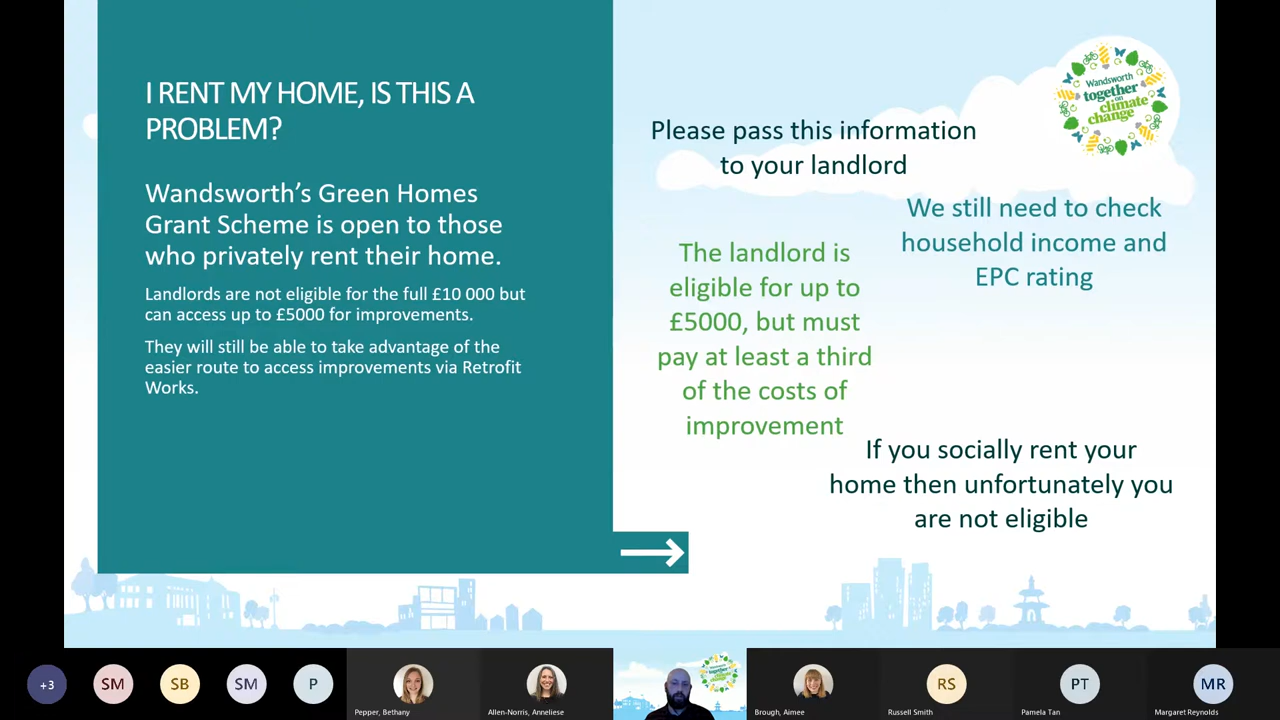 I RENT MY HOME, IS THIS A
PROBLEM?
Wandsworth’s Green Homes
Grant Scheme is open to those
who privately rent their home.
Landlords are not eligible for the full £10 000 but
can access up to £5000 for improvements.
They will still be able to take advantage of the
easier route to access improvements via Retrofit
Works.
Please pass this information
to your landlord
Wandsworth
together
on
climate
change
We still need to check
household income and
EPC rating
The landlord is
eligible for up to
£5000, but must
pay at least a third
of the costs of
improvement
If you socially rent your
home then unfortunately you
are not eligible
+3
SM
SB
SM
P
Pepper, Bethany
Allen-Norris, Anneliese
Wandsworth
together
on
climate
change
Brough, Aimee
RS
Russell Smith
PT
Pamela Tan
MR
Margaret Reynolds